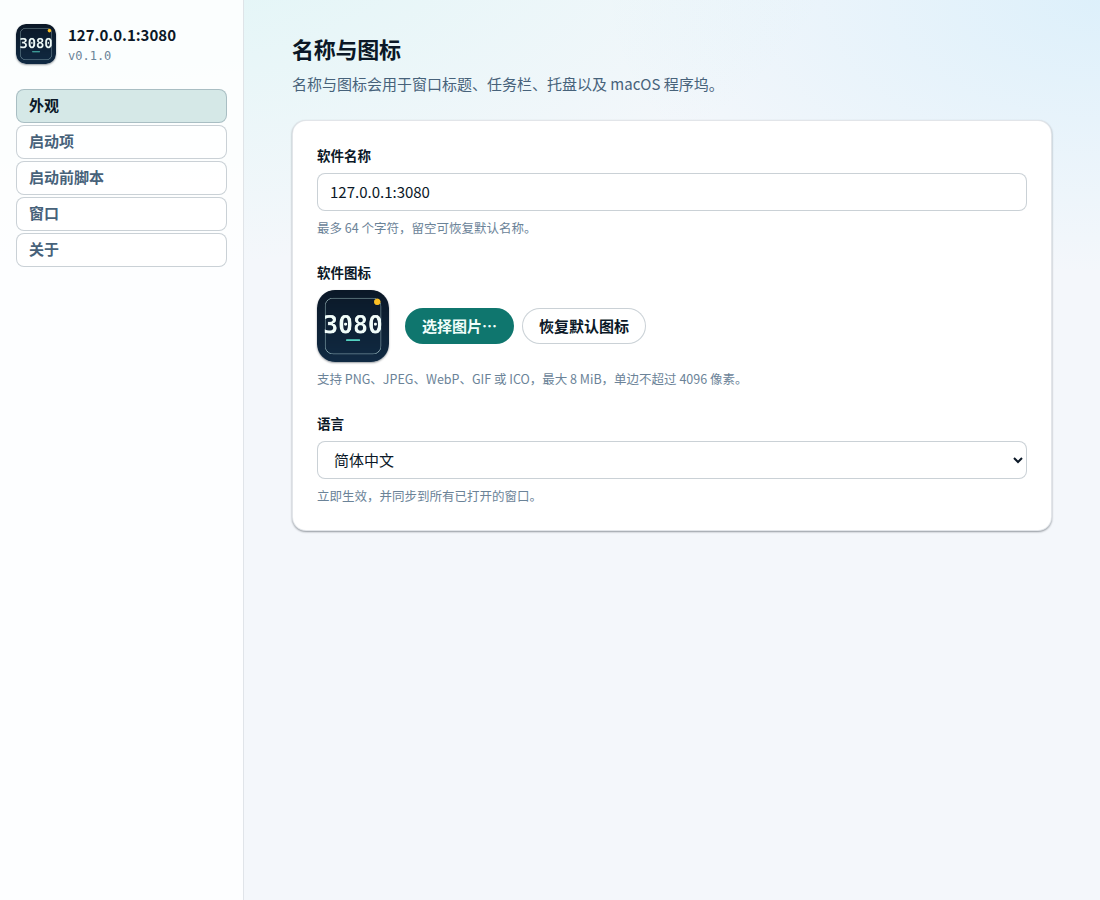 3080
127.0.0.1:3080
v0.1.0
外观
启动项
启动前脚本
窗口
关于
名称与图标
名称与图标会用于窗口标题、任务栏、托盘以及 macOS 程序坞。
软件名称
127.0.0.1:3080
最多 64 个字符，留空可恢复默认名称。
软件图标
3080
选择图片…
恢复默认图标
支持 PNG、JPEG、WebP、GIF 或 ICO，最大 8 MiB，单边不超过 4096 像素。
语言
简体中文
立即生效，并同步到所有已打开的窗口。